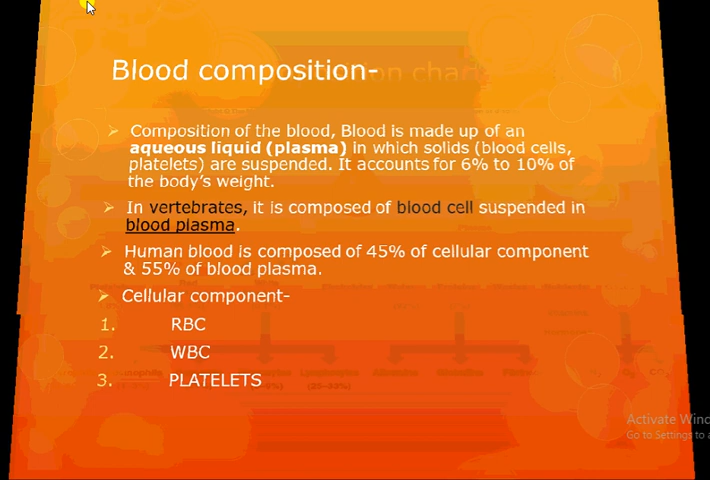 Blood composition-
Composition of the blood, Blood is made up of an
aqueous liquid (plasma) in which solids (blood cells,
platelets) are suspended. It accounts for 6% to 10% of
the body's weight.
In vertebrates, it is composed of blood cell suspended in
blood plasma.
Human blood is composed of 45% of cellular component
& 55% of blood plasma.
Cellular component-
1. RBC
2. WBC
3. PLATELETS
Activate Wind
Go to Settings to a